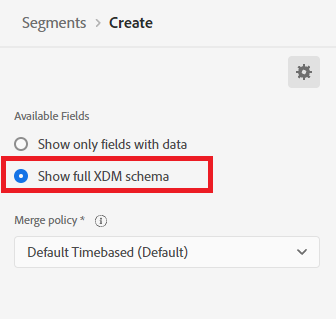 Segments > Create
Available Fields
Show only fields with data
Show full XDM schema
Merge policy *
Default Timebased (Default)